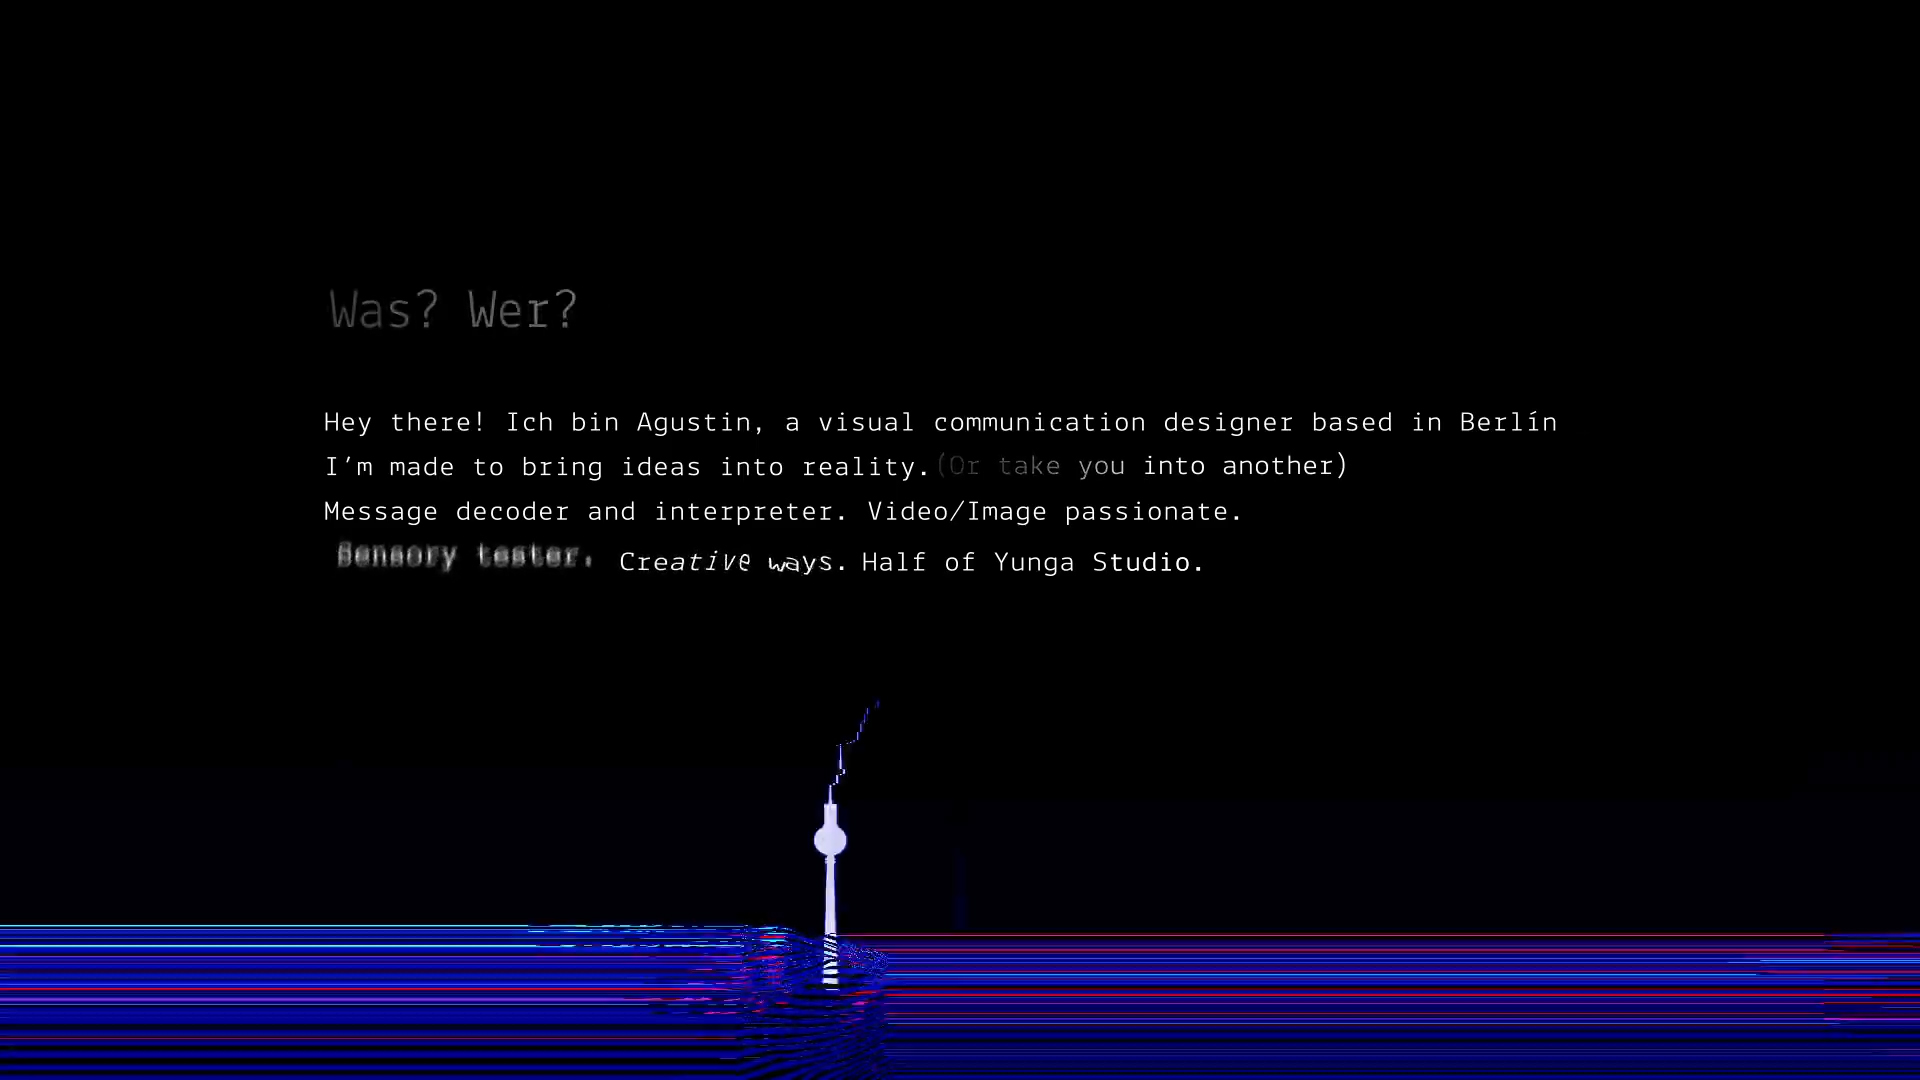 Was? Wer?
Hey there! Ich bin Agustin, a visual communication designer based in Berlín
I'm made to bring ideas into reality. (Or take you into another)
Message decoder and interpreter. Video/Image passionate.
Sensory tester. Creative ways. Half of Yunga Studio.